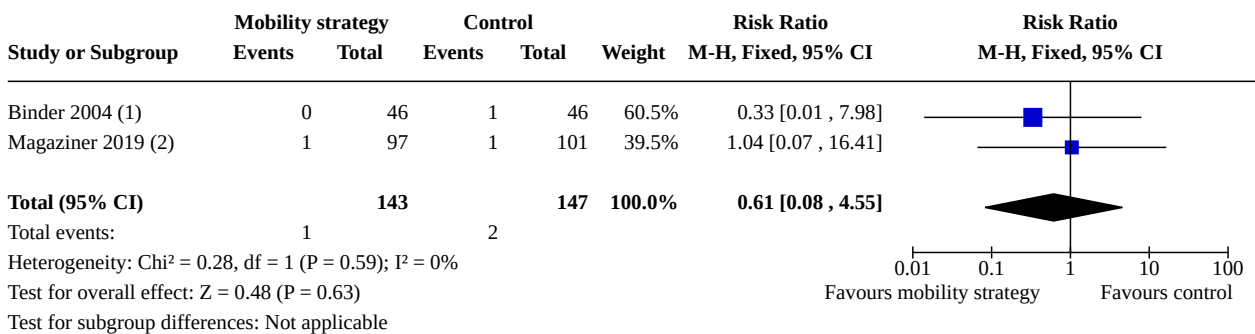 Mobility strategy Control Risk Ratio Risk Ratio
Study or Subgroup Events Total Events Total Weight M-H, Fixed, 95% CI M-H, Fixed, 95% CI
Binder 2004 (1) 0 46 1 46 60.5% 0.33 [0.01 , 7.98]
Magaziner 2019 (2) 1 97 1 101 39.5% 1.04 [0.07 , 16.41]
Total (95% CI) 143 147 100.0% 0.61 [0.08 , 4.55]
Total events: 1 2
Heterogeneity: Chi² = 0.28, df = 1 (P = 0.59); I² = 0%
0.01 0.1 1 10 100
Test for overall effect: Z = 0.48 (P = 0.63)
Favours mobility strategy Favours control
Test for subgroup differences: Not applicable